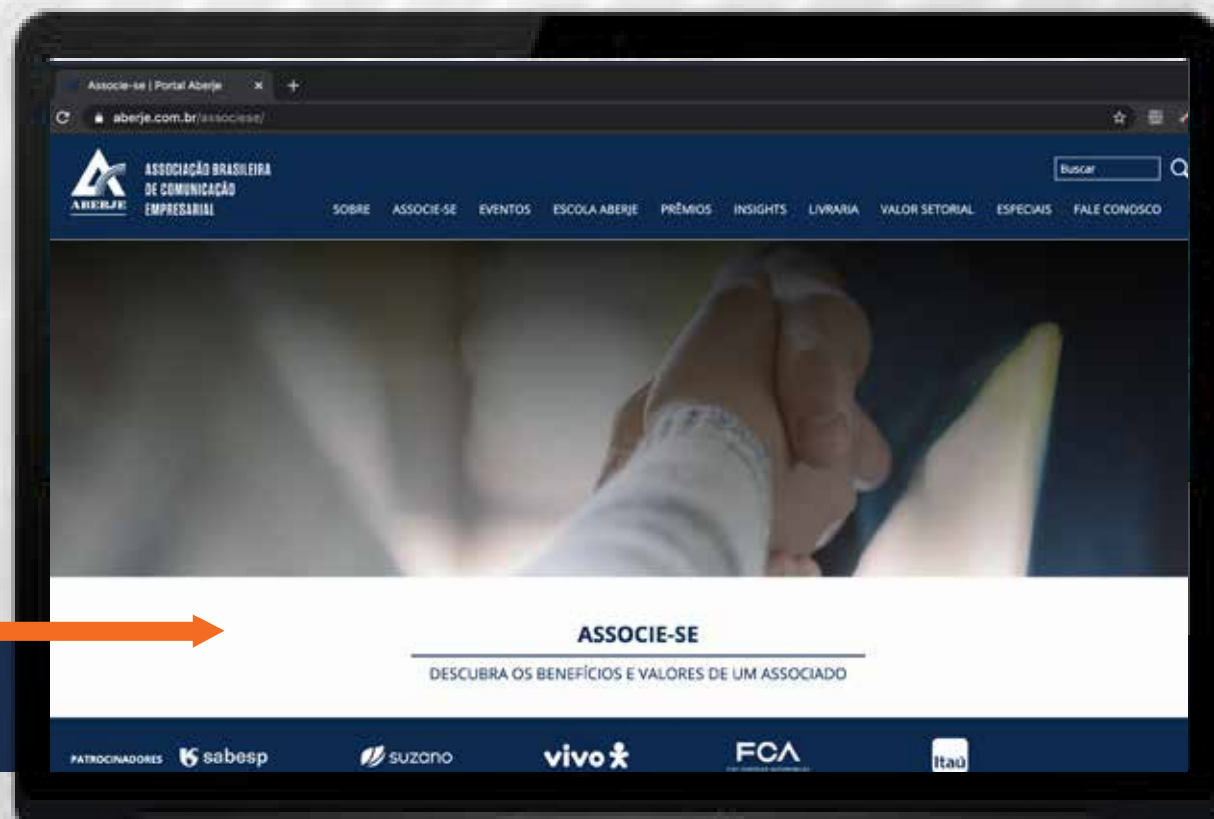 Associe-se | Portal Aberje
aberje.com.br/associese/
ABERJE
ASSOCIAÇÃO BRASILEIRA
DE COMUNICAÇÃO
EMPRESARIAL
Buscar
SOBRE ASSOCIE-SE EVENTOS ESCOLA ABERJE PRÊMIOS INSIGHTS LIVRARIA VALOR SETORIAL ESPECIAIS FALE CONOSCO
ASSOCIE-SE
DESCUBRA OS BENEFÍCIOS E VALORES DE UM ASSOCIADO
PATROCINADORES sabesp suzano vivo FCA Itaú